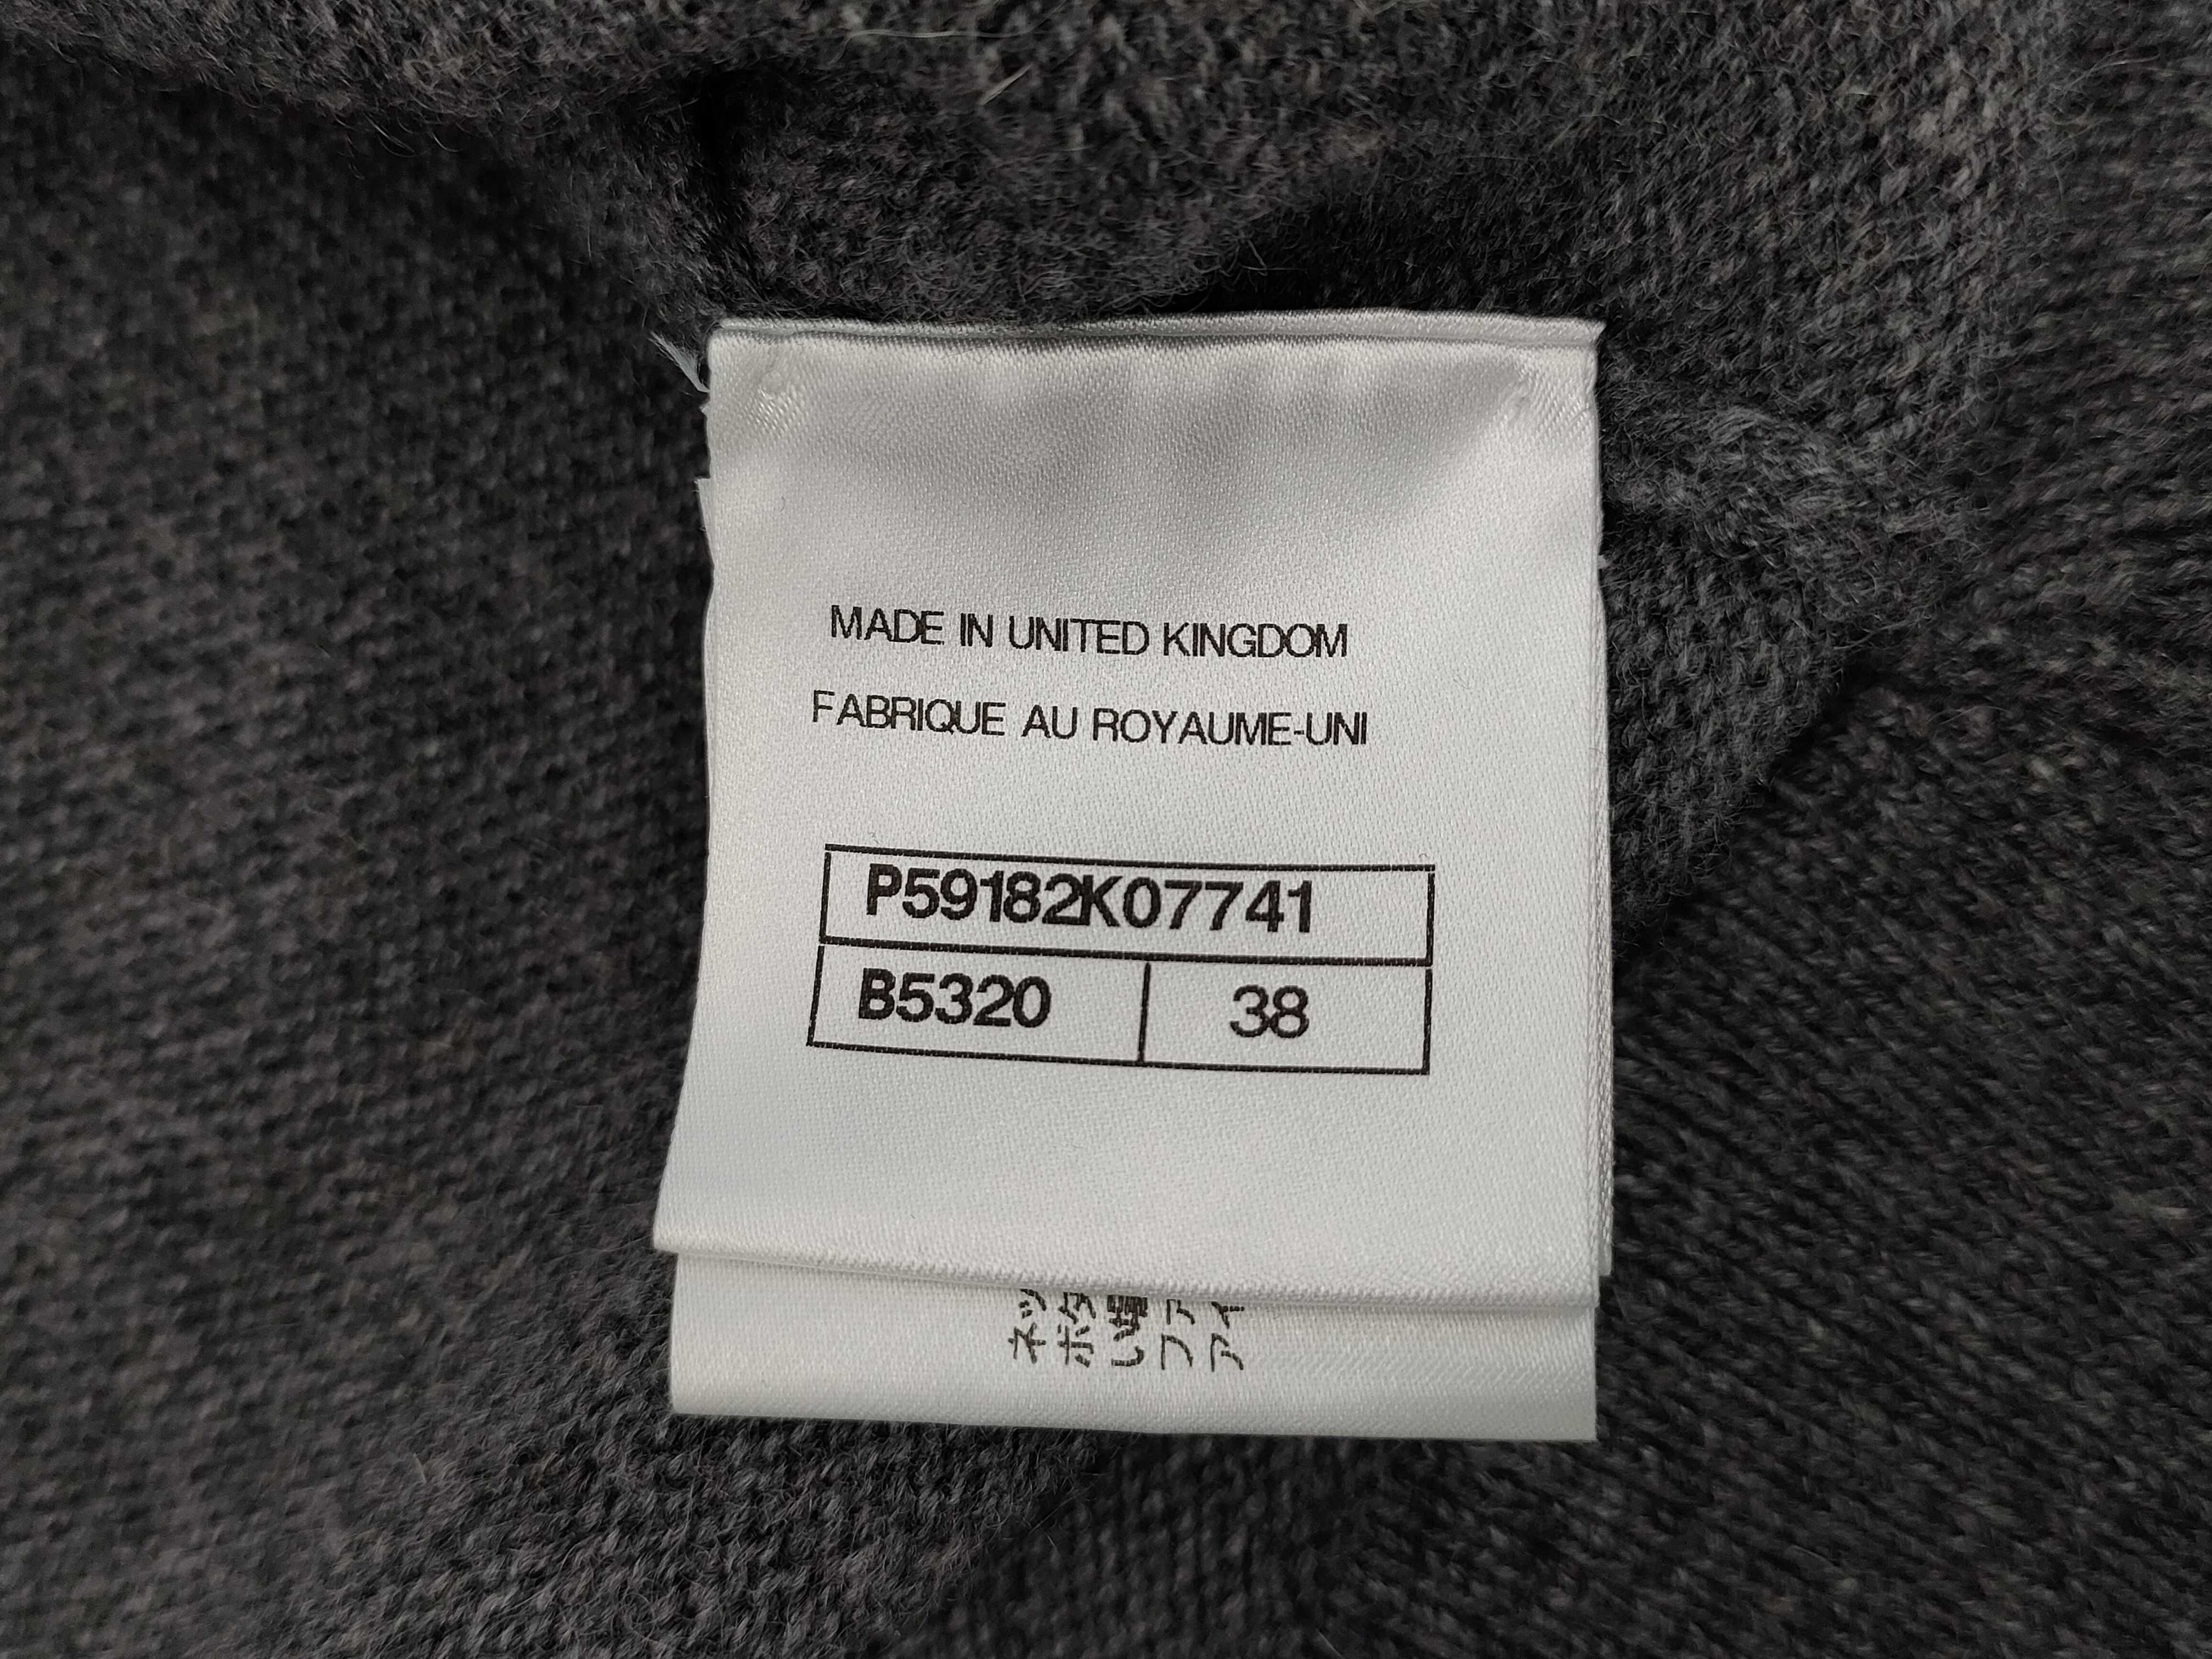 MADE IN UNITED KINGDOM
FABRIQUE AU ROYAUME-UNI
P59182K07741
B5320
38